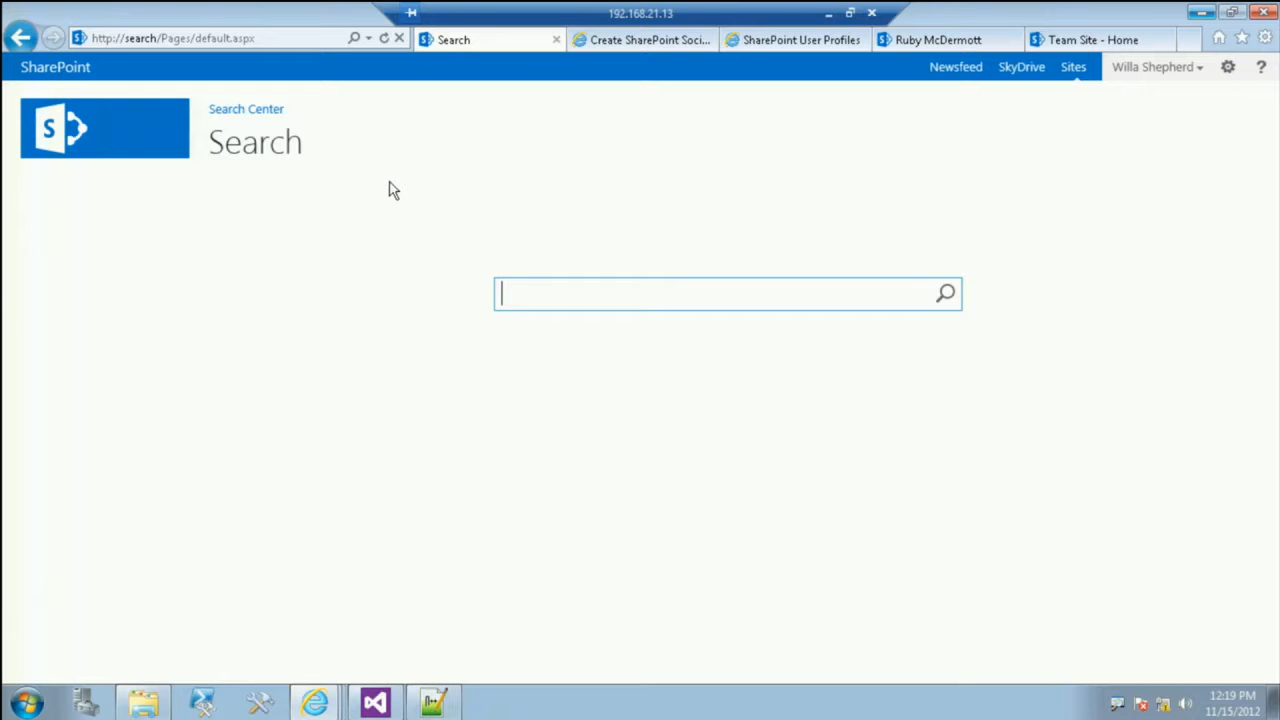 192.168.21.13
http://search/Pages/default.aspx
Search
Create SharePoint Soci...
SharePoint User Profiles
Ruby McDermott
Team Site - Home
SharePoint
Newsfeed
SkyDrive
Sites
Willa Shepherd
?
S
Search Center
Search
12:19 PM
11/15/2012